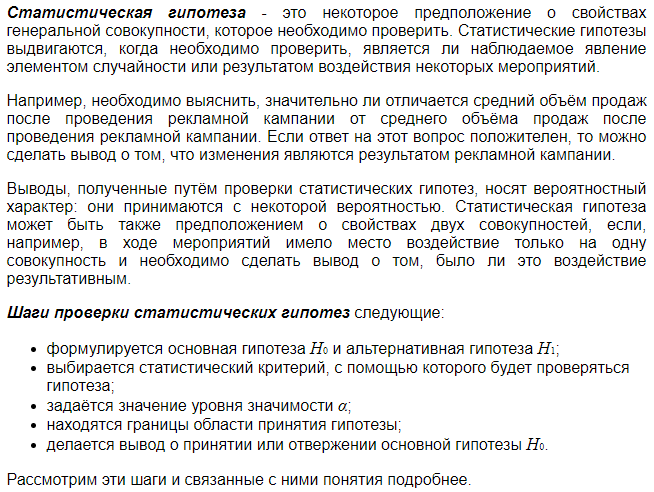 Статистическая гипотеза - это некоторое предположение о свойствах
генеральной совокупности, которое необходимо проверить. Статистические гипотезы
выдвигаются, когда необходимо проверить, является ли наблюдаемое явление
элементом случайности или результатом воздействия некоторых мероприятий.
Например, необходимо выяснить, значительно ли отличается средний объём продаж
после проведения рекламной кампании от среднего объёма продаж после
проведения рекламной кампании. Если ответ на этот вопрос положителен, то можно
сделать вывод о том, что изменения являются результатом рекламной кампании.
Выводы, полученные путём проверки статистических гипотез, носят вероятностный
характер: они принимаются с некоторой вероятностью. Статистическая гипотеза
может быть также предположением о свойствах двух совокупностей, если,
например, в ходе мероприятий имело место воздействие только на одну
совокупность и необходимо сделать вывод о том, было ли это воздействие
результативным.
Шаги проверки статистических гипотез следующие:
• формулируется основная гипотеза H₀ и альтернативная гипотеза H₁;
• выбирается статистический критерий, с помощью которого будет проверяться
гипотеза;
• задаётся значение уровня значимости α;
• находятся границы области принятия гипотезы;
• делается вывод о принятии или отвержении основной гипотезы H₀.
Рассмотрим эти шаги и связанные с ними понятия подробнее.